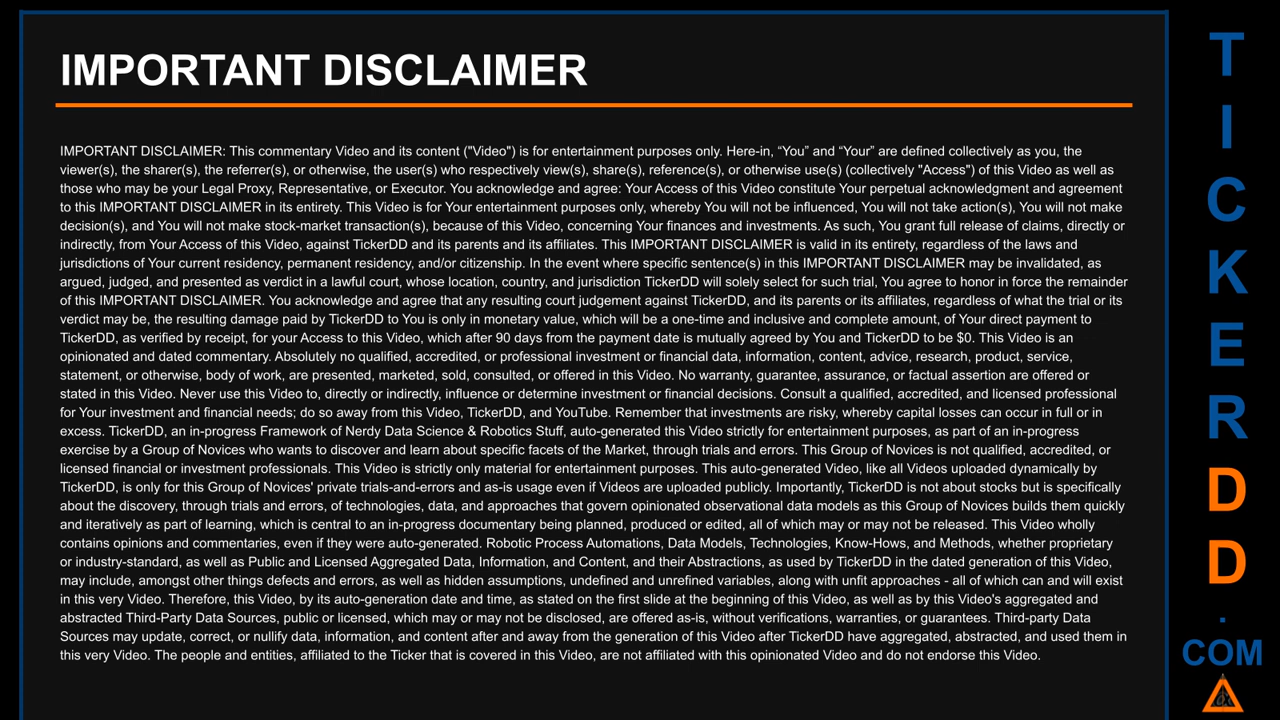 IMPORTANT DISCLAIMER
IMPORTANT DISCLAIMER: This commentary Video and its content ("Video") is for entertainment purposes only. Here-in, “You” and “Your” are defined collectively as you, the
viewer(s), the sharer(s), the referrer(s), or otherwise, the user(s) who respectively view(s), share(s), reference(s), or otherwise use(s) (collectively "Access") of this Video as well as
those who may be your Legal Proxy, Representative, or Executor. You acknowledge and agree: Your Access of this Video constitute Your perpetual acknowledgment and agreement
to this IMPORTANT DISCLAIMER in its entirety. This Video is for Your entertainment purposes only, whereby You will not be influenced, You will not take action(s), You will not make
decision(s), and You will not make stock-market transaction(s), because of this Video, concerning Your finances and investments. As such, You grant full release of claims, directly or
indirectly, from Your Access of this Video, against TickerDD and its parents and its affiliates. This IMPORTANT DISCLAIMER is valid in its entirety, regardless of the laws and
jurisdictions of Your current residency, permanent residency, and/or citizenship. In the event where specific sentence(s) in this IMPORTANT DISCLAIMER may be invalidated, as
argued, judged, and presented as verdict in a lawful court, whose location, country, and jurisdiction TickerDD will solely select for such trial, You agree to honor in force the remainder
of this IMPORTANT DISCLAIMER. You acknowledge and agree that any resulting court judgement against TickerDD, and its parents or its affiliates, regardless of what the trial or its
verdict may be, the resulting damage paid by TickerDD to You is only in monetary value, which will be a one-time and inclusive and complete amount, of Your direct payment to
TickerDD, as verified by receipt, for your Access to this Video, which after 90 days from the payment date is mutually agreed by You and TickerDD to be $0. This Video is an
opinionated and dated commentary. Absolutely no qualified, accredited, or professional investment or financial data, information, content, advice, research, product, service,
statement, or otherwise, body of work, are presented, marketed, sold, consulted, or offered in this Video. No warranty, guarantee, assurance, or factual assertion are offered or
stated in this Video. Never use this Video to, directly or indirectly, influence or determine investment or financial decisions. Consult a qualified, accredited, and licensed professional
for Your investment and financial needs; do so away from this Video, TickerDD, and YouTube. Remember that investments are risky, whereby capital losses can occur in full or in
excess. TickerDD, an in-progress Framework of Nerdy Data Science & Robotics Stuff, auto-generated this Video strictly for entertainment purposes, as part of an in-progress
exercise by a Group of Novices who wants to discover and learn about specific facets of the Market, through trials and errors. This Group of Novices is not qualified, accredited, or
licensed financial or investment professionals. This Video is strictly only material for entertainment purposes. This auto-generated Video, like all Videos uploaded dynamically by
TickerDD, is only for this Group of Novices' private trials-and-errors and as-is usage even if Videos are uploaded publicly. Importantly, TickerDD is not about stocks but is specifically
about the discovery, through trials and errors, of technologies, data, and approaches that govern opinionated observational data models as this Group of Novices builds them quickly
and iteratively as part of learning, which is central to an in-progress documentary being planned, produced or edited, all of which may or may not be released. This Video wholly
contains opinions and commentaries, even if they were auto-generated. Robotic Process Automations, Data Models, Technologies, Know-Hows, and Methods, whether proprietary
or industry-standard, as well as Public and Licensed Aggregated Data, Information, and Content, and their Abstractions, as used by TickerDD in the dated generation of this Video,
may include, amongst other things defects and errors, as well as hidden assumptions, undefined and unrefined variables, along with unfit approaches - all of which can and will exist
in this very Video. Therefore, this Video, by its auto-generation date and time, as stated on the first slide at the beginning of this Video, as well as by this Video's aggregated and
abstracted Third-Party Data Sources, public or licensed, which may or may not be disclosed, are offered as-is, without verifications, warranties, or guarantees. Third-party Data
Sources may update, correct, or nullify data, information, and content after and away from the generation of this Video after TickerDD have aggregated, abstracted, and used them in
this very Video. The people and entities, affiliated to the Ticker that is covered in this Video, are not affiliated with this opinionated Video and do not endorse this Video.
T
I
C
K
E
R
D
D
.
COM